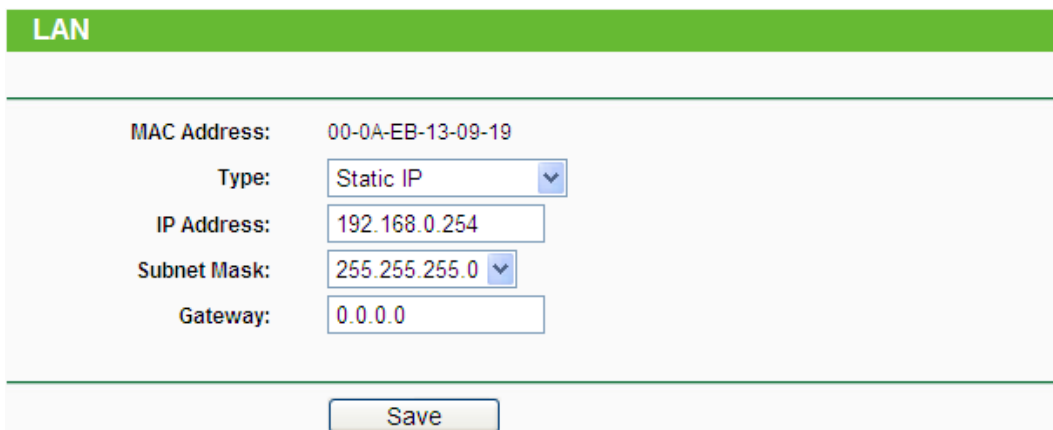 LAN
MAC Address: 00-0A-EB-13-09-19
Type: Static IP
IP Address: 192.168.0.254
Subnet Mask: 255.255.255.0
Gateway: 0.0.0.0
Save